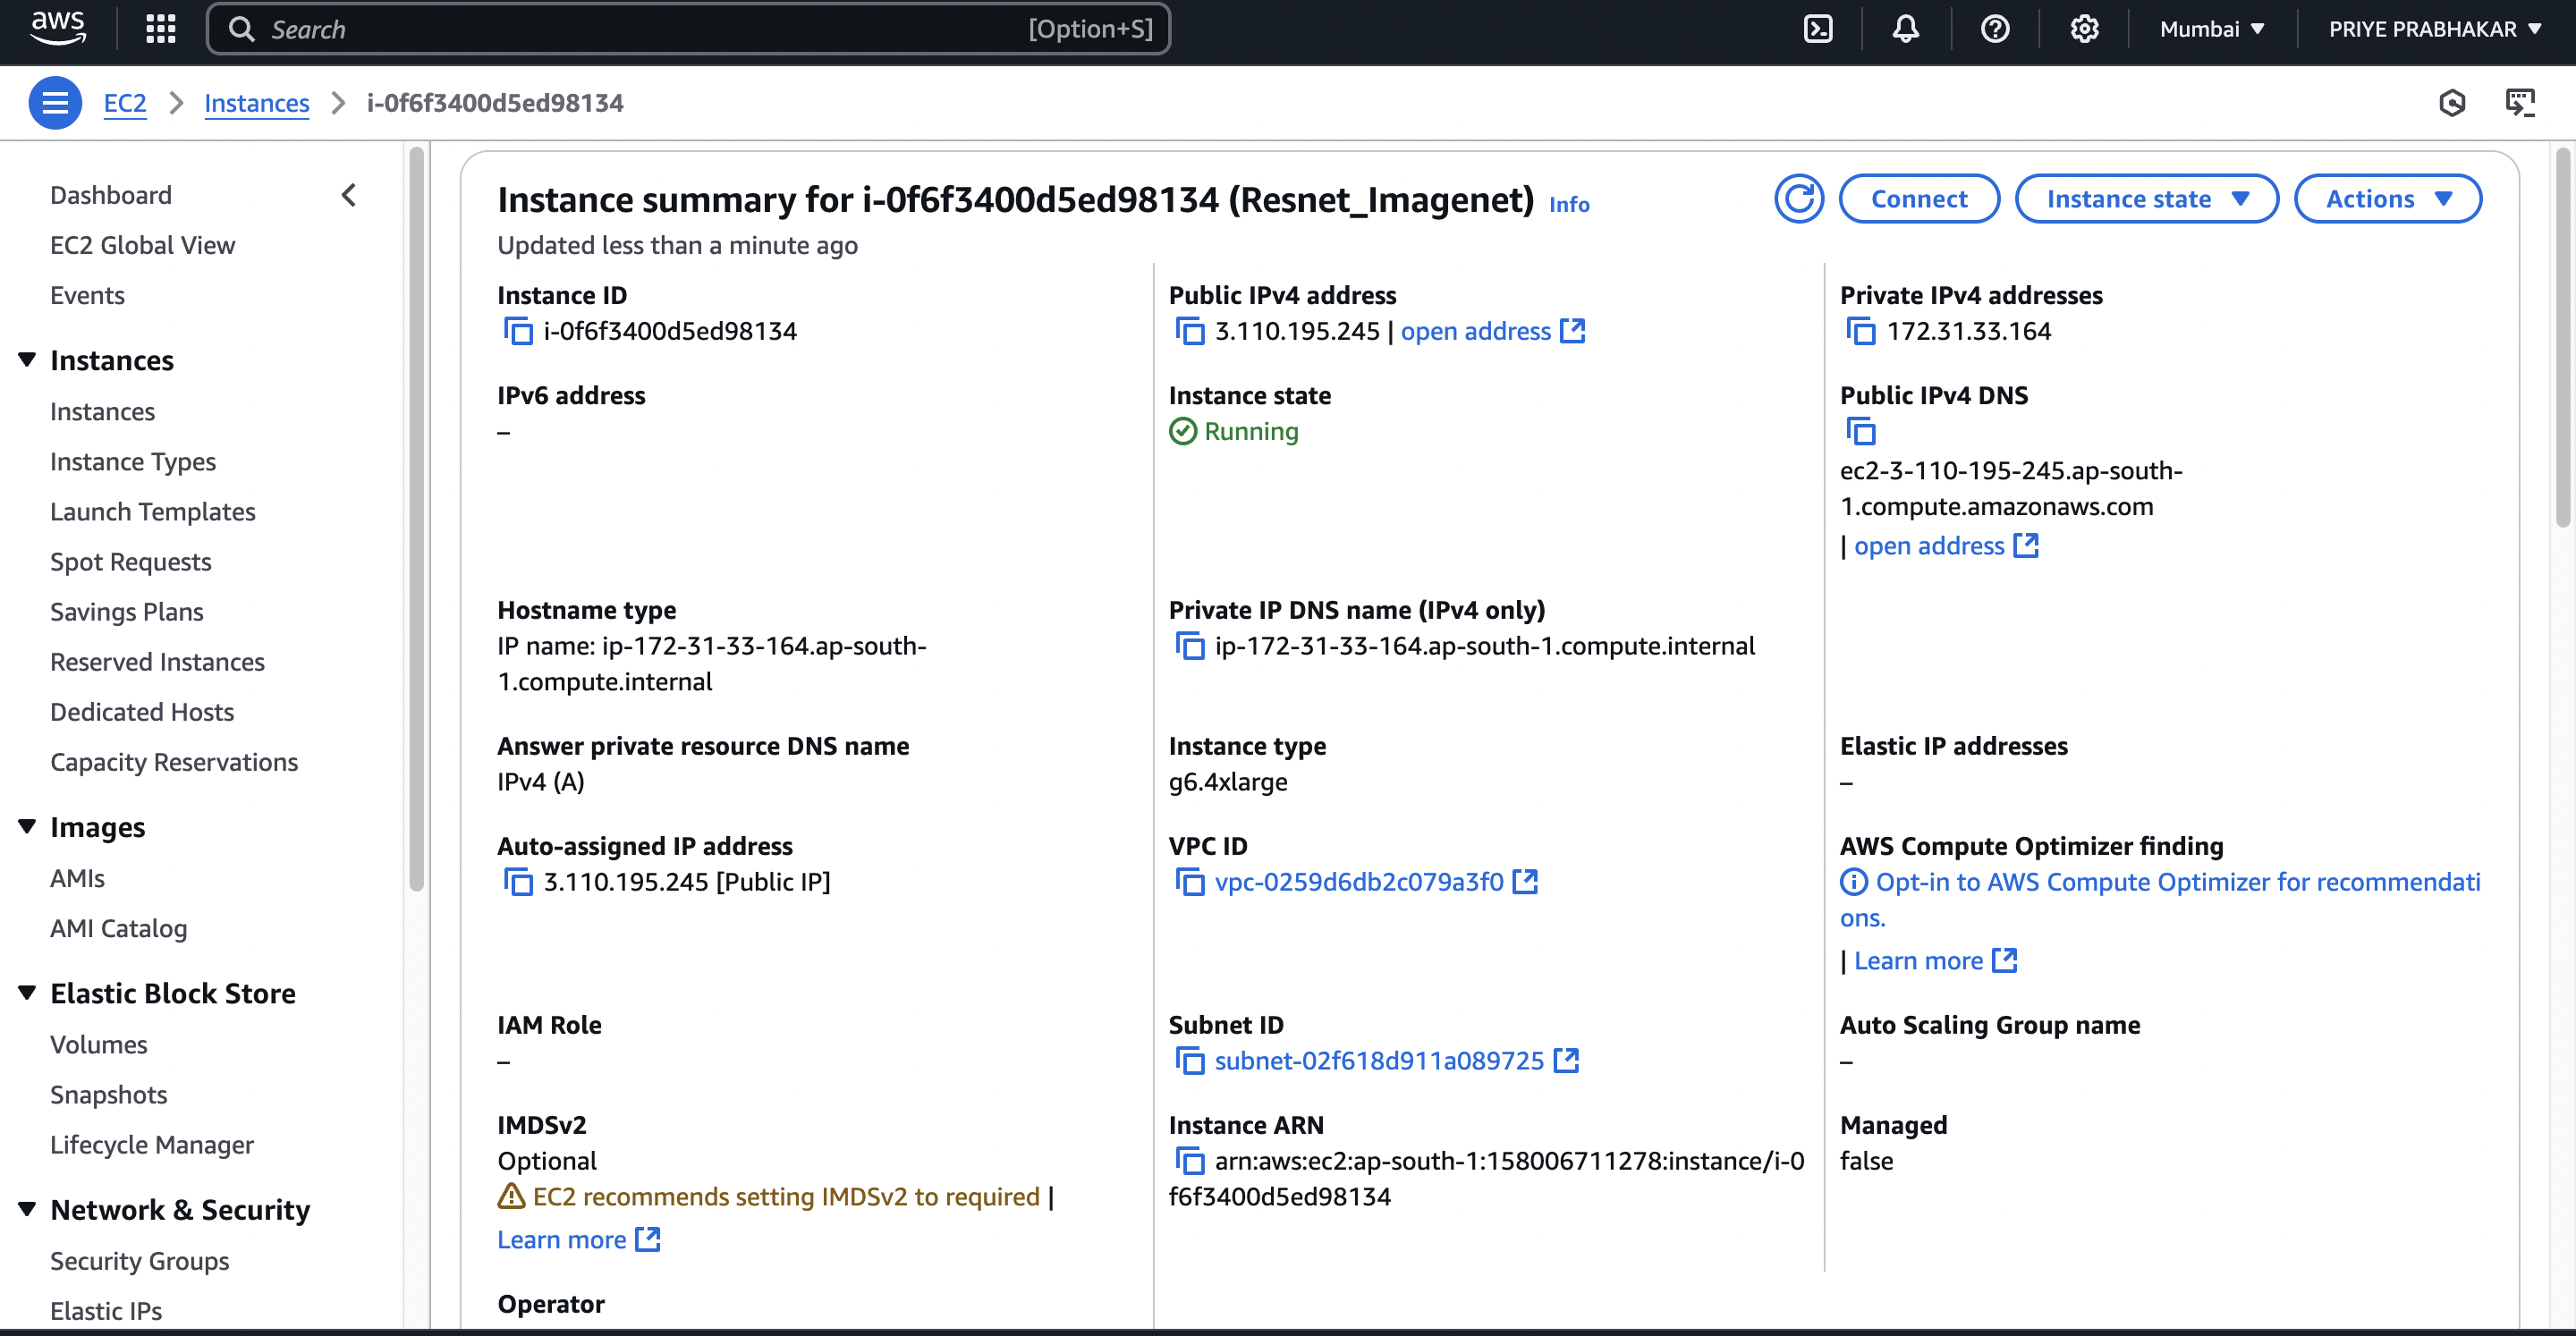 aws
Search
[Option+S]
Mumbai
PRIYE PRABHAKAR
EC2
Instances
i-0f6f3400d5ed98134
Dashboard
EC2 Global View
Events
Instances
Instances
Instance Types
Launch Templates
Spot Requests
Savings Plans
Reserved Instances
Dedicated Hosts
Capacity Reservations
Images
AMIs
AMI Catalog
Elastic Block Store
Volumes
Snapshots
Lifecycle Manager
Network & Security
Security Groups
Elastic IPs
Instance summary for i-0f6f3400d5ed98134 (Resnet_Imagenet) Info
Updated less than a minute ago
Connect
Instance state
Actions
Instance ID
i-0f6f3400d5ed98134
Public IPv4 address
3.110.195.245 | open address
Private IPv4 addresses
172.31.33.164
IPv6 address
–
Instance state
Running
Public IPv4 DNS
ec2-3-110-195-245.ap-south-
1.compute.amazonaws.com
| open address
Hostname type
IP name: ip-172-31-33-164.ap-south-
1.compute.internal
Private IP DNS name (IPv4 only)
ip-172-31-33-164.ap-south-1.compute.internal
Answer private resource DNS name
IPv4 (A)
Instance type
g6.4xlarge
Elastic IP addresses
–
Auto-assigned IP address
3.110.195.245 [Public IP]
VPC ID
vpc-0259d6db2c079a3f0
AWS Compute Optimizer finding
Opt-in to AWS Compute Optimizer for recommendati
ons.
| Learn more
IAM Role
–
Subnet ID
subnet-02f618d911a089725
Auto Scaling Group name
–
IMDSv2
Optional
EC2 recommends setting IMDSv2 to required |
Learn more
Instance ARN
arn:aws:ec2:ap-south-1:158006711278:instance/i-0
f6f3400d5ed98134
Managed
false
Operator